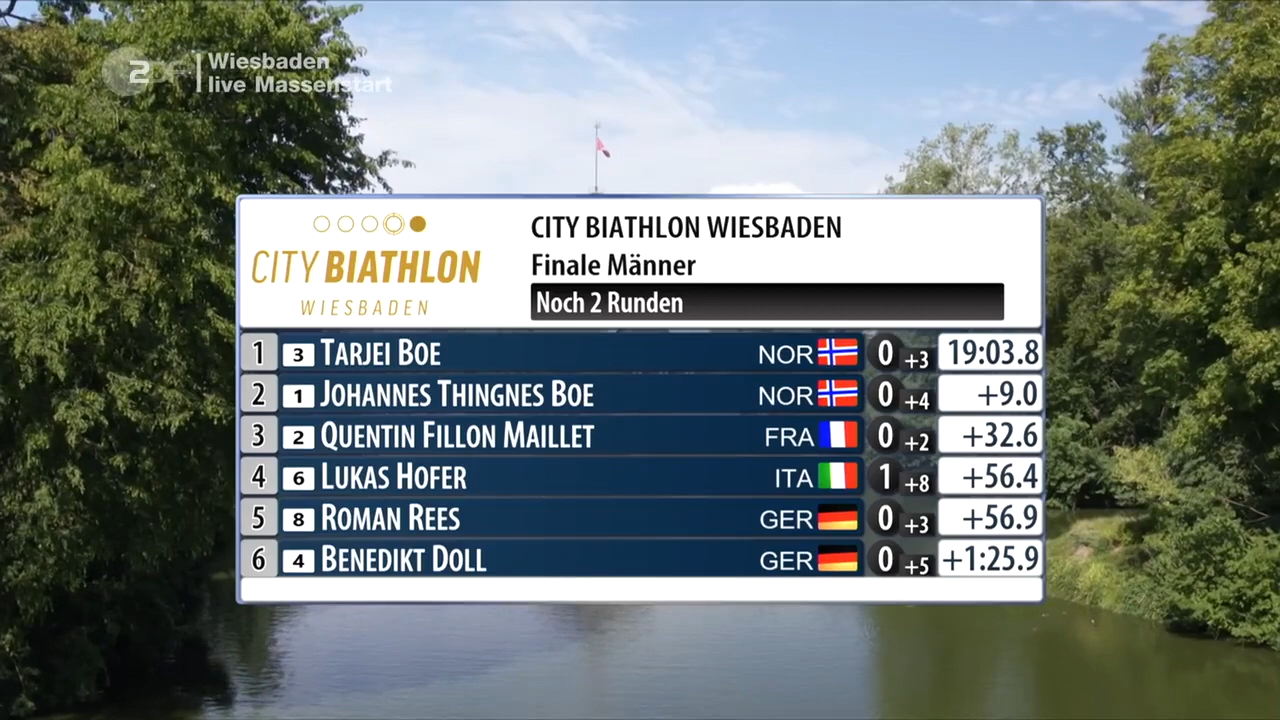 ZDF
Wiesbaden
live Massenstart
CITY BIATHLON
WIESBADEN
CITY BIATHLON WIESBADEN
Finale Männer
Noch 2 Runden
1 3 TARJEI BOE NOR 0 +3 19:03.8
2 1 JOHANNES THINGNES BOE NOR 0 +4 +9.0
3 2 QUENTIN FILLON MAILLET FRA 0 +2 +32.6
4 6 LUKAS HOFER ITA 1 +8 +56.4
5 8 ROMAN REES GER 0 +3 +56.9
6 4 BENEDIKT DOLL GER 0 +5 +1:25.9